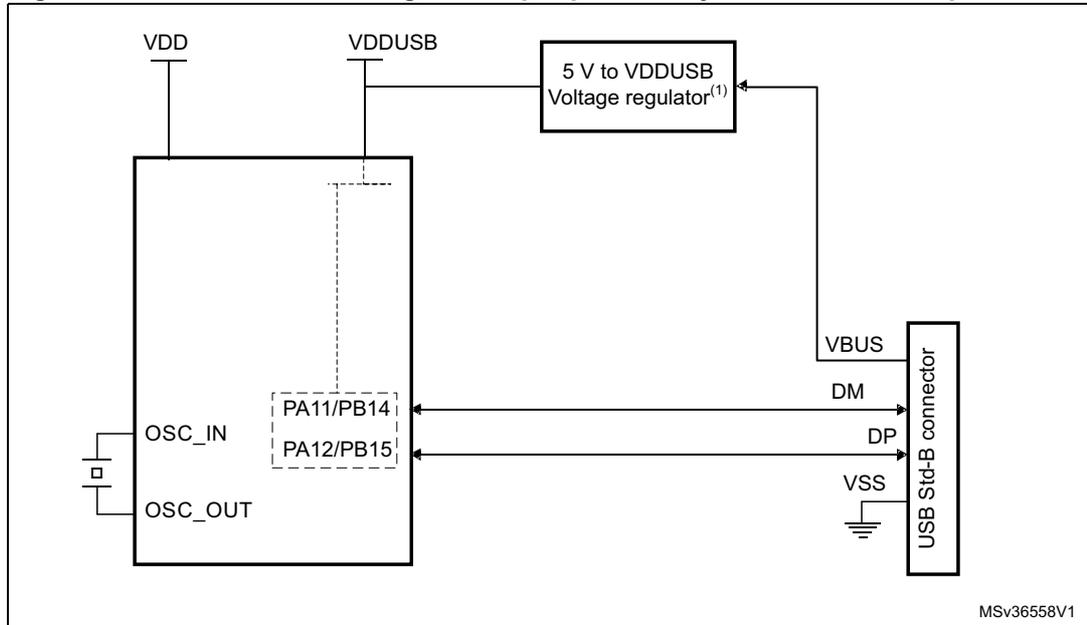 VDD
VDDUSB
5 V to VDDUSB
Voltage regulator(1)
VBUS
DM
PA11/PB14
DP
OSC_IN
PA12/PB15
VSS
OSC_OUT
USB Std-B connector
MSv36558V1